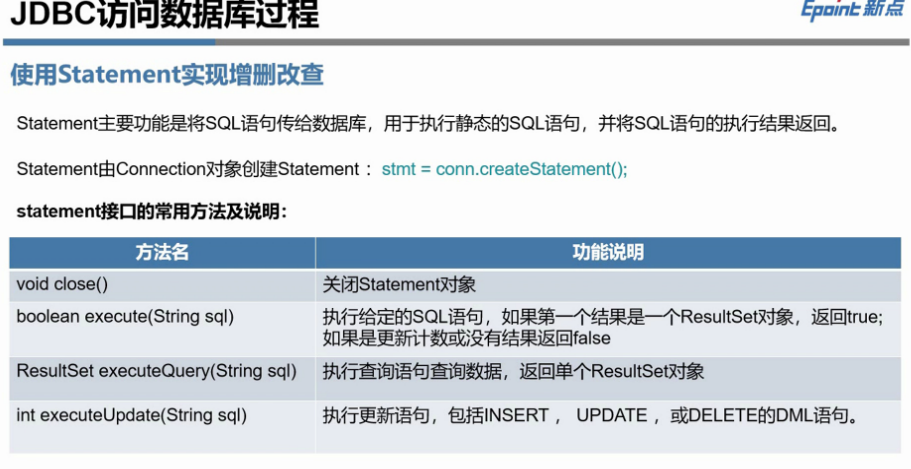 JDBC访问数据库过程
Epoint 新点
使用Statement实现增删改查
Statement主要功能是将SQL语句传给数据库，用于执行静态的SQL语句，并将SQL语句的执行结果返回。
Statement由Connection对象创建Statement ： stmt = conn.createStatement();
statement接口的常用方法及说明：
方法名 功能说明
void close() 关闭Statement对象
boolean execute(String sql) 执行给定的SQL语句，如果第一个结果是一个ResultSet对象，返回true;
如果是更新计数或没有结果返回false
ResultSet executeQuery(String sql) 执行查询语句查询数据，返回单个ResultSet对象
int executeUpdate(String sql) 执行更新语句，包括INSERT ， UPDATE ，或DELETE的DML语句。